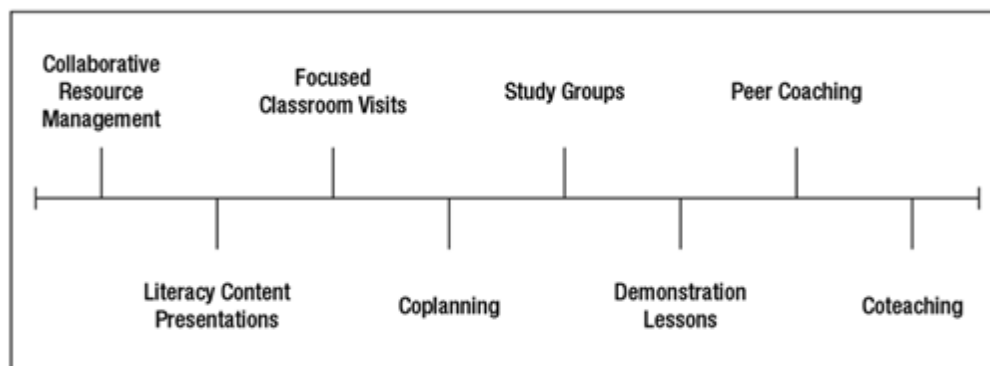 Collaborative
Resource
Management
Focused
Classroom Visits
Study Groups
Peer Coaching
Literacy Content
Presentations
Coplanning
Demonstration
Lessons
Coteaching